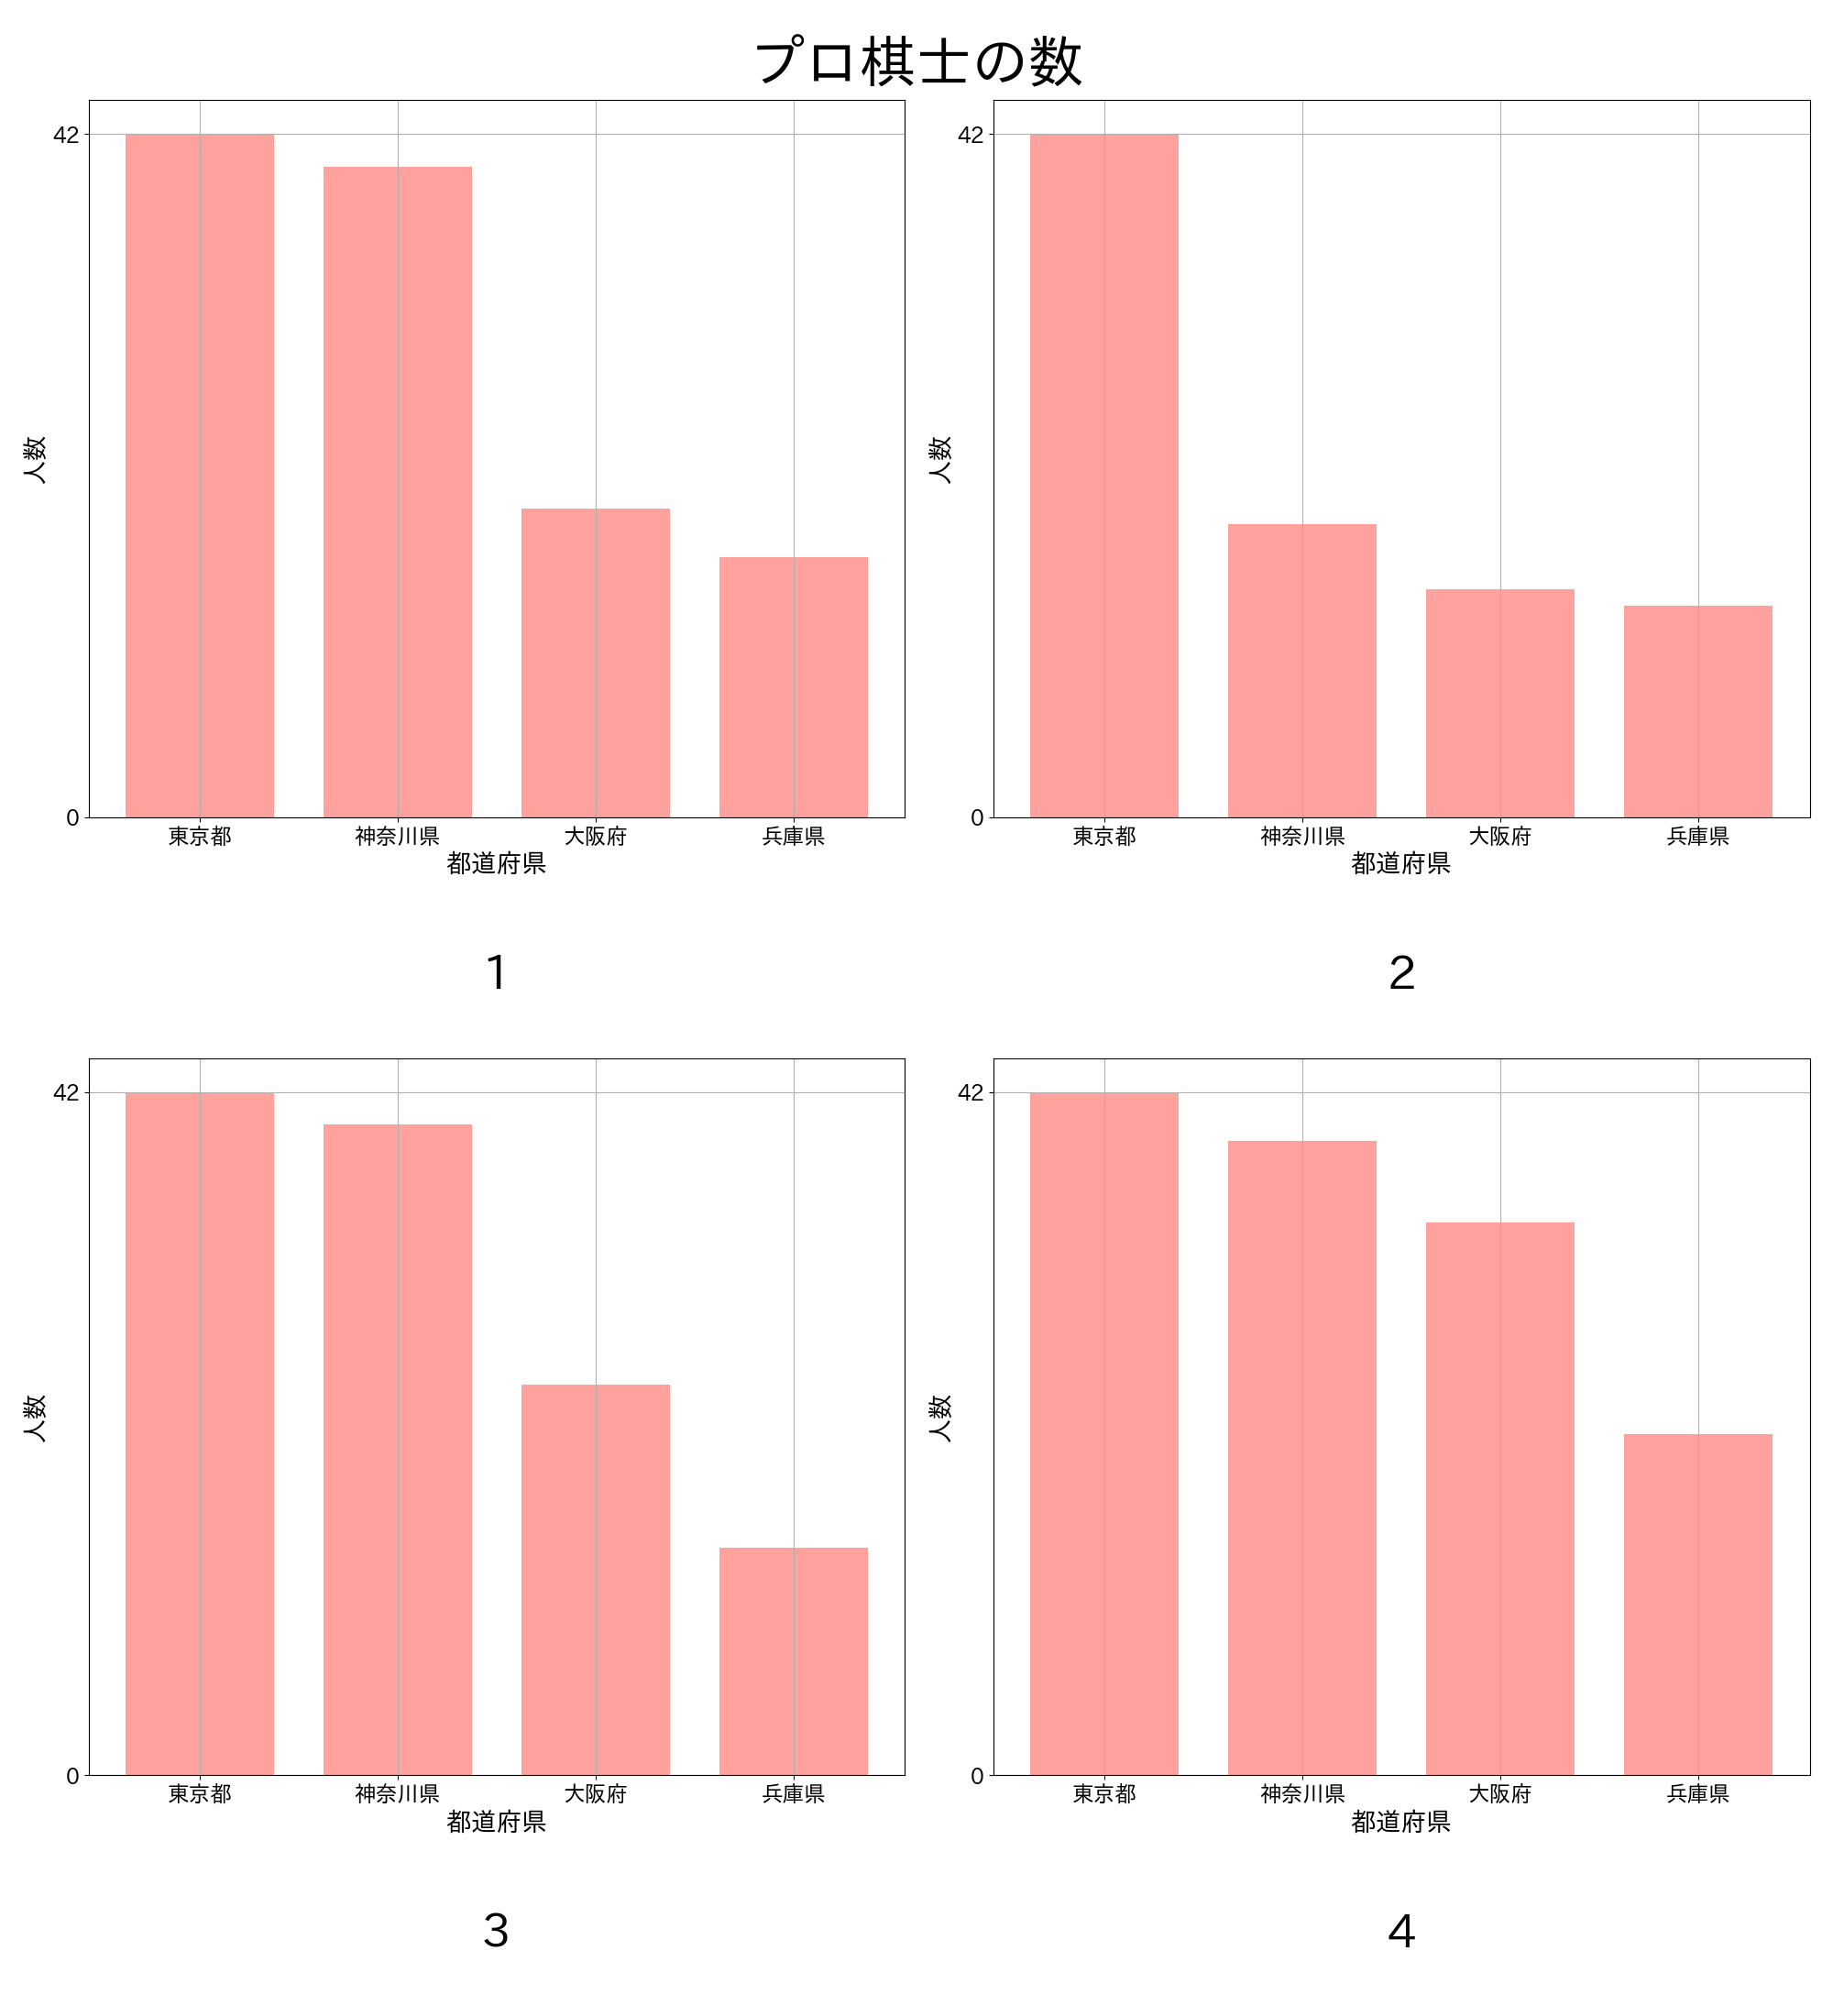 プロ棋士の数
42
人数
0
東京都 神奈川県 大阪府 兵庫県
都道府県
1
42
人数
0
東京都 神奈川県 大阪府 兵庫県
都道府県
2
42
人数
0
東京都 神奈川県 大阪府 兵庫県
都道府県
3
42
人数
0
東京都 神奈川県 大阪府 兵庫県
都道府県
4